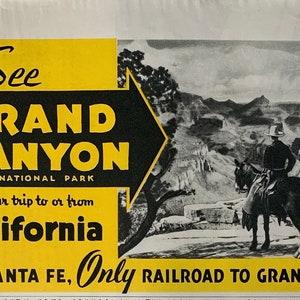 See
RAND
ANYON
NATIONAL PARK
r trip to or from
ifornia
ANTA FE, Only RAILROAD TO GRAN